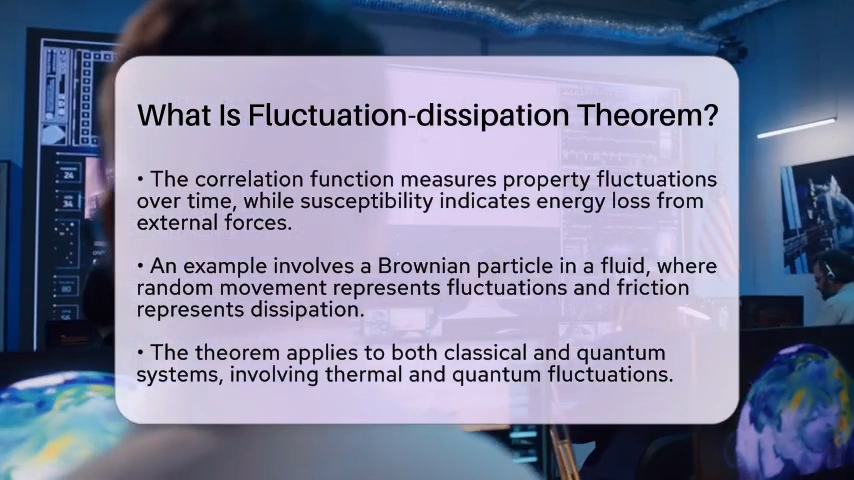 What Is Fluctuation-dissipation Theorem?
• The correlation function measures property fluctuations
over time, while susceptibility indicates energy loss from
external forces.
• An example involves a Brownian particle in a fluid, where
random movement represents fluctuations and friction
represents dissipation.
• The theorem applies to both classical and quantum
systems, involving thermal and quantum fluctuations.
24
34